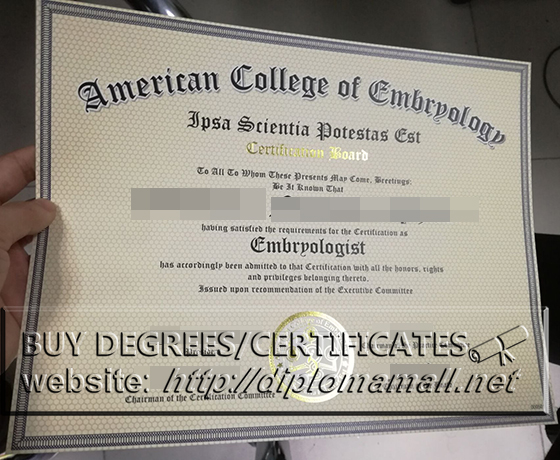 American College of Embryology
Ipsa Scientia Potestas Est
Certification Board
To All To Whom These Presents May Come, Greetings:
Be It Known That
having satisfied the requirements for the Certification as
Embryologist
has accordingly been admitted to that Certification with all the honors, rights
and privileges belonging thereto.
Issued upon recommendation of the Executive Committee
BUY DEGREES/CERTIFICATES
website: http://diplomamall.net
Chairman of the Certification Committee